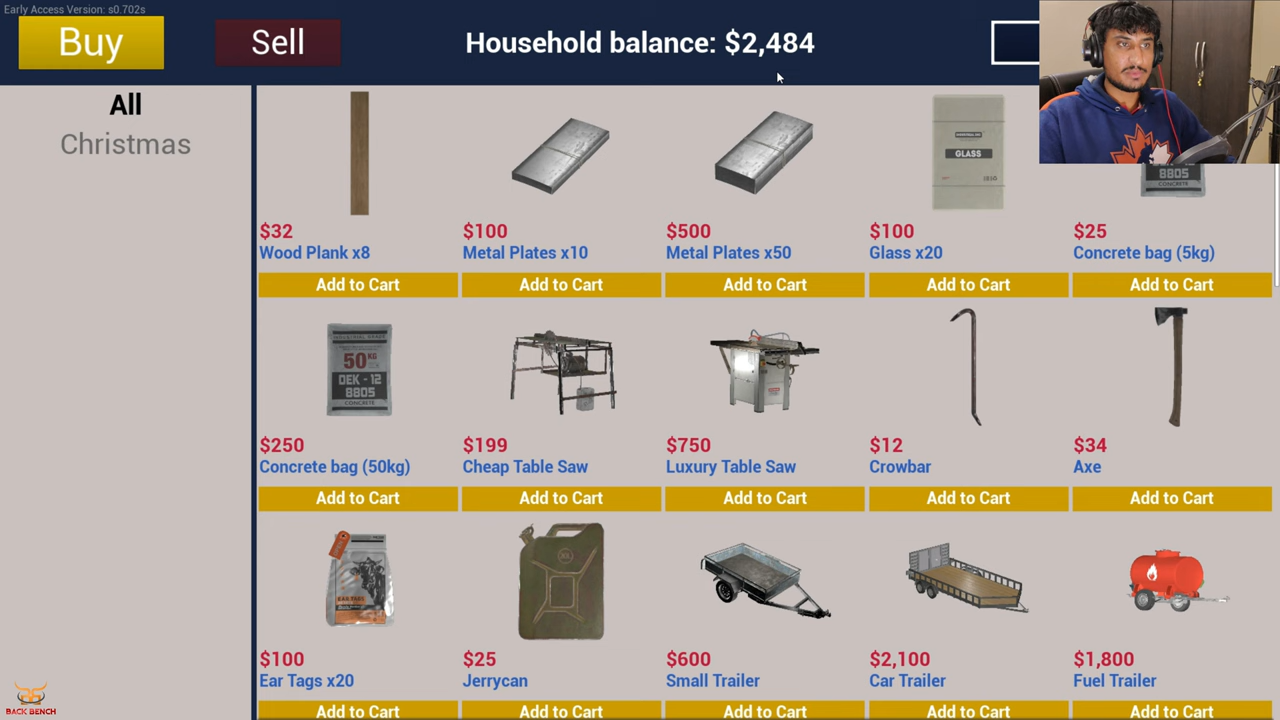 Early Access Version: s0.702s
Buy
Sell
Household balance: $2,484
All
Christmas
GLASS
8805
CONCRETE
$32
Wood Plank x8
Add to Cart
$100
Metal Plates x10
Add to Cart
$500
Metal Plates x50
Add to Cart
$100
Glass x20
Add to Cart
$25
Concrete bag (5kg)
Add to Cart
50 KG
DEK - 12
8805
CONCRETE
$250
Concrete bag (50kg)
Add to Cart
$199
Cheap Table Saw
Add to Cart
$750
Luxury Table Saw
Add to Cart
$12
Crowbar
Add to Cart
$34
Axe
Add to Cart
EAR TAGS
$100
Ear Tags x20
Add to Cart
$25
Jerrycan
Add to Cart
$600
Small Trailer
Add to Cart
$2,100
Car Trailer
Add to Cart
$1,800
Fuel Trailer
Add to Cart
BACK BENCH